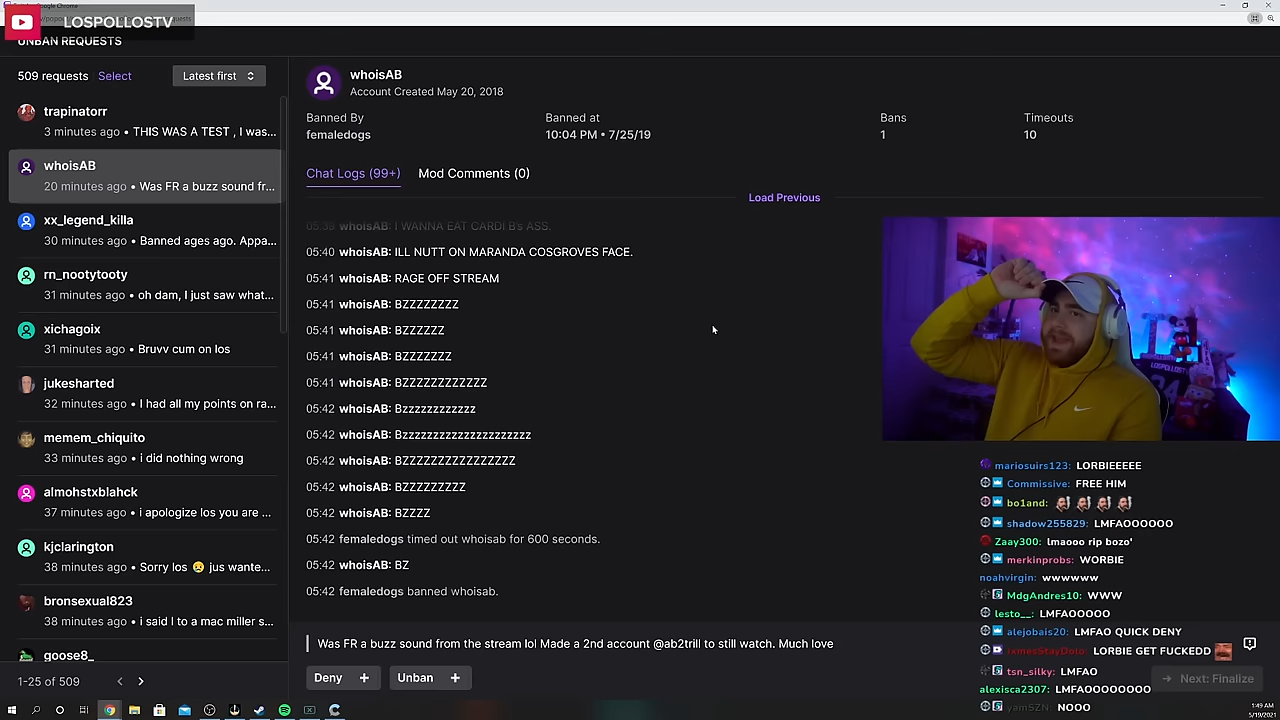 LOSPOLLOSTV
UNBAN REQUESTS
509 requests Select Latest first
trapinatorr
3 minutes ago • THIS WAS A TEST , I was...
whoisAB
20 minutes ago • Was FR a buzz sound fr...
xx_legend_killa
30 minutes ago • Banned ages ago. Appa...
rn_nootytooty
31 minutes ago • oh dam, I just saw what...
xichagoix
31 minutes ago • Bruvv cum on los
jukesharted
32 minutes ago • I had all my points on ra...
memem_chiquito
33 minutes ago • i did nothing wrong
almohstxblahck
37 minutes ago • i apologize los you are ...
kjclarington
38 minutes ago • Sorry los 😥 jus wante...
bronsexual823
38 minutes ago • i said I to a mac miller s...
goose8_
1-25 of 509
whoisAB
Account Created May 20, 2018
Banned By Banned at Bans Timeouts
femaledogs 10:04 PM • 7/25/19 1 10
Chat Logs (99+) Mod Comments (0)
Load Previous
05:39 whoisAB: I WANNA EAT CARDI B's ASS.
05:40 whoisAB: ILL NUTT ON MARANDA COSGROVES FACE.
05:41 whoisAB: RAGE OFF STREAM
05:41 whoisAB: BZZZZZZZZ
05:41 whoisAB: BZZZZZZ
05:41 whoisAB: BZZZZZZZ
05:41 whoisAB: BZZZZZZZZZZZZ
05:42 whoisAB: Bzzzzzzzzzzzz
05:42 whoisAB: Bzzzzzzzzzzzzzzzzzzzzz
05:42 whoisAB: BZZZZZZZZZZZZZZZZ
05:42 whoisAB: BZZZZZZZZZ
05:42 whoisAB: BZZZZ
05:42 femaledogs timed out whoisab for 600 seconds.
05:42 whoisAB: BZ
05:42 femaledogs banned whoisab.
Was FR a buzz sound from the stream lol Made a 2nd account @ab2trill to still watch. Much love
Deny + Unban +
LOSPOLLOSTV
24
mariosuirs123: LORBIEEEEE
Commissive: FREE HIM
bo1and:
shadow255829: LMFAOOOOOO
Zaay300: lmaooo rip bozo'
merkinprobs: WORBIE
noahvirgin: wwwwww
MdgAndres10: WWW
lesto__: LMFAOOOOO
alejobais20: LMFAO QUICK DENY
LORBIE GET FUCKEDD
tsn_silky: LMFAO
alexisca2307: LMFAOOOOOOOO
yamSZN: NOOO
Next: Finalize
1:49 AM
5/19/2021